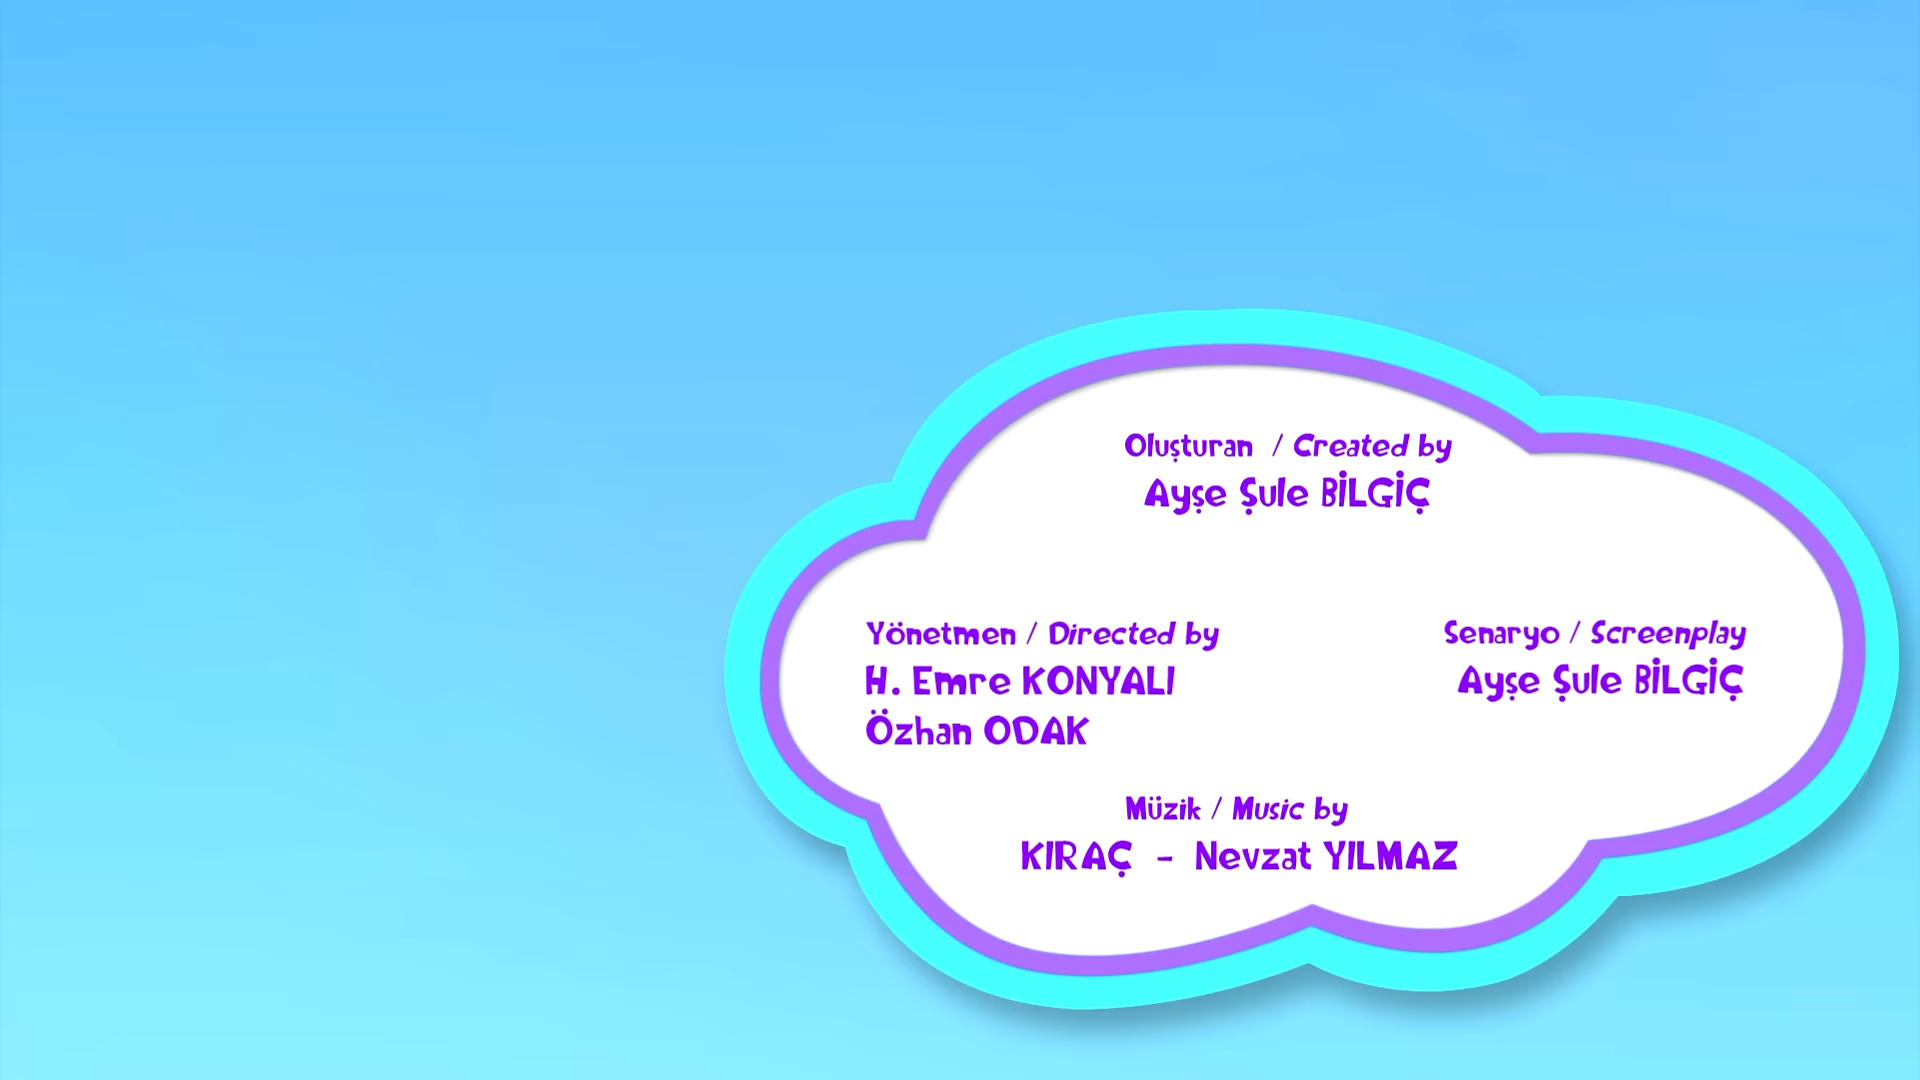 Oluşturan / Created by
Ayşe Şule BİLGİÇ
Yönetmen / Directed by
H. Emre KONYALI
Özhan ODAK
Senaryo / Screenplay
Ayşe Şule BİLGİÇ
Müzik / Music by
KIRAÇ - Nevzat YILMAZ